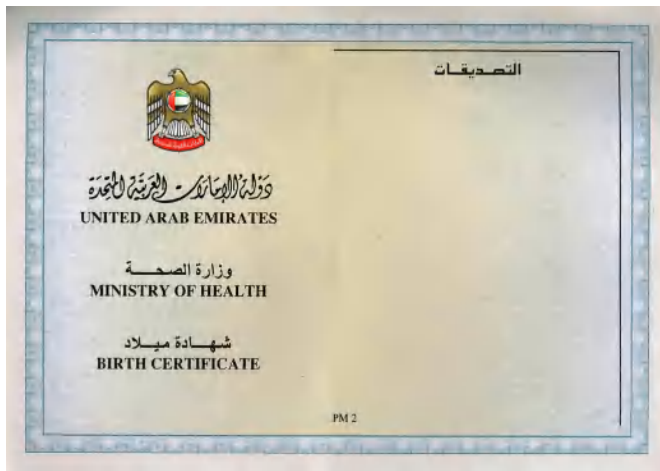 التصديقات
دولة الإمارات العربية المتحدة
UNITED ARAB EMIRATES
وزارة الصحة
MINISTRY OF HEALTH
شهادة ميلاد
BIRTH CERTIFICATE
PM 2